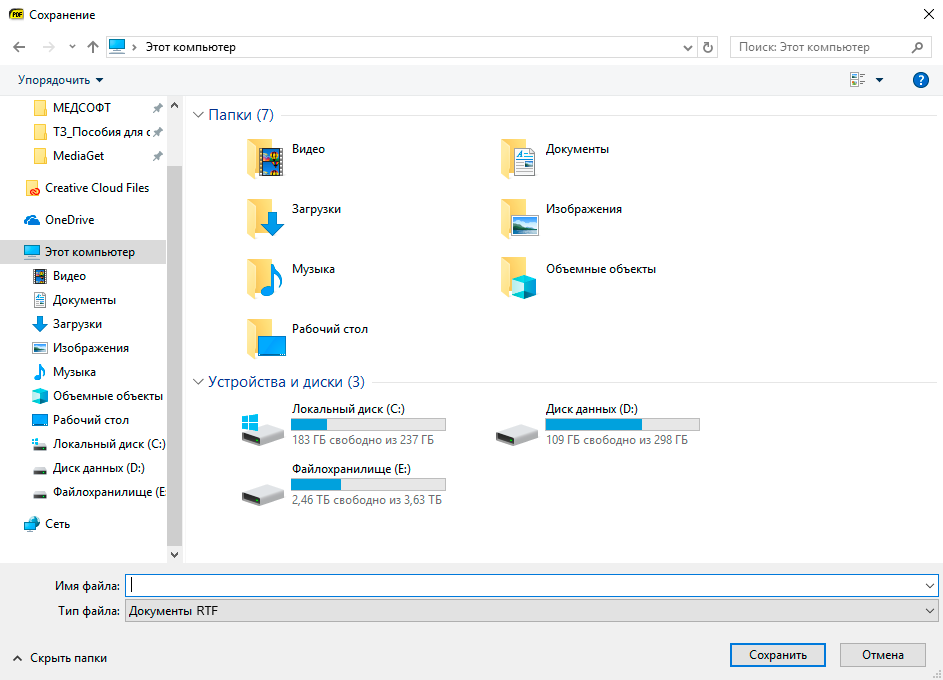 PDF Сохранение
Этот компьютер
Поиск: Этот компьютер
Упорядочить
?
МЕДСОФТ
ТЗ_Пособия для с
MediaGet
Creative Cloud Files
OneDrive
Этот компьютер
Видео
Документы
Загрузки
Изображения
Музыка
Объемные объекты
Рабочий стол
Локальный диск (C:)
Диск данных (D:)
Файлохранилище (E:
Сеть
Папки (7)
Видео
Документы
Загрузки
Изображения
Музыка
Объемные объекты
Рабочий стол
Устройства и диски (3)
Локальный диск (C:)
183 ГБ свободно из 237 ГБ
Диск данных (D:)
109 ГБ свободно из 298 ГБ
Файлохранилище (E:)
2,46 ТБ свободно из 3,63 ТБ
Имя файла:
Тип файла: Документы RTF
Скрыть папки
Сохранить
Отмена